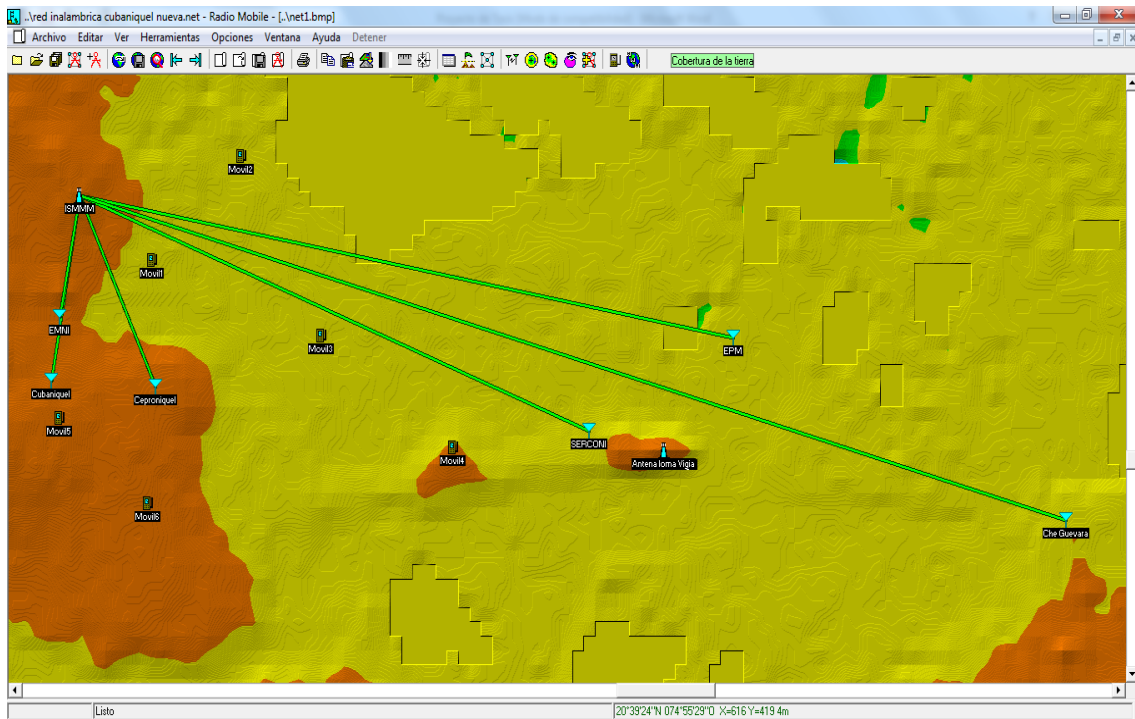 ..\red inalambrica cubaniquel nueva.net - Radio Mobile - [..\net1.bmp]
Archivo Editar Ver Herramientas Opciones Ventana Ayuda Detener
Cobertura de la tierra
Movil2
ISMMM
Movil1
EMNI
Movil3
EPM
Cubaniquel
Ceproniquel
Movil5
SERCONI
Movil4
Antena loma Vigia
Movil6
Che Guevara
Listo
20°39'24"N 074°55'29"O X=616 Y=419 4m